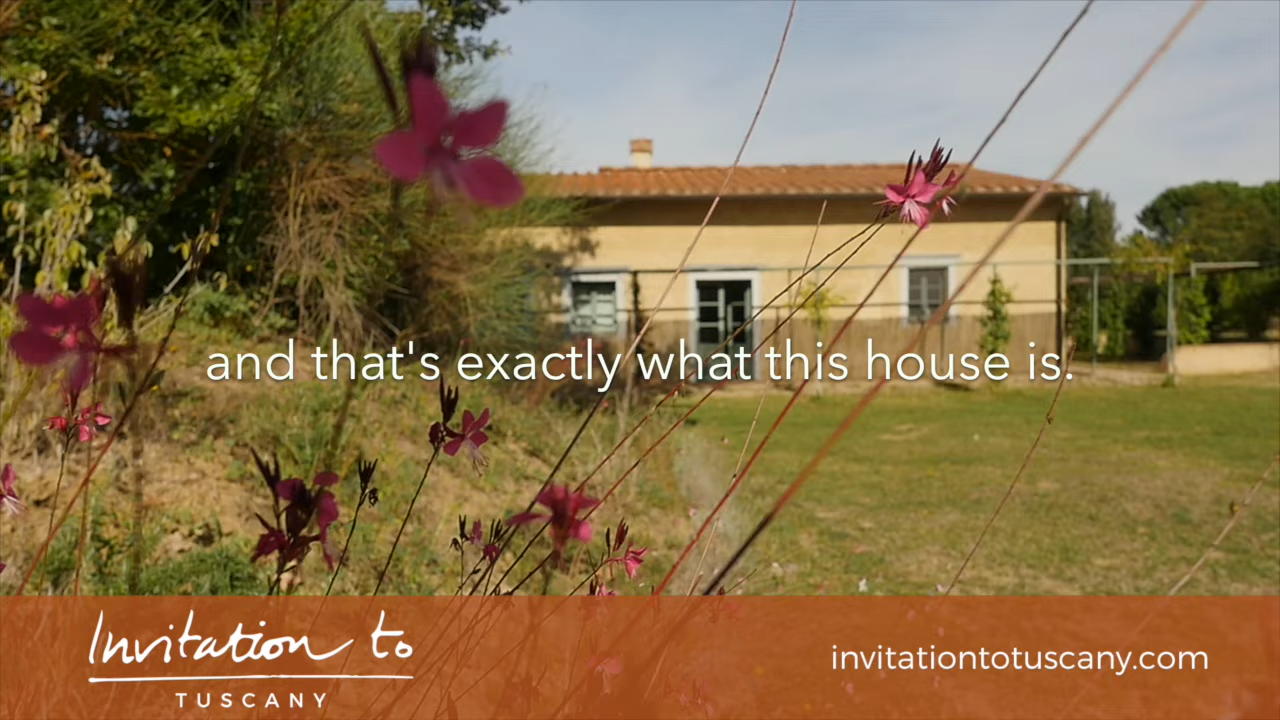 and that's exactly what this house is.
Invitation to
TUSCANY
invitationtotuscany.com